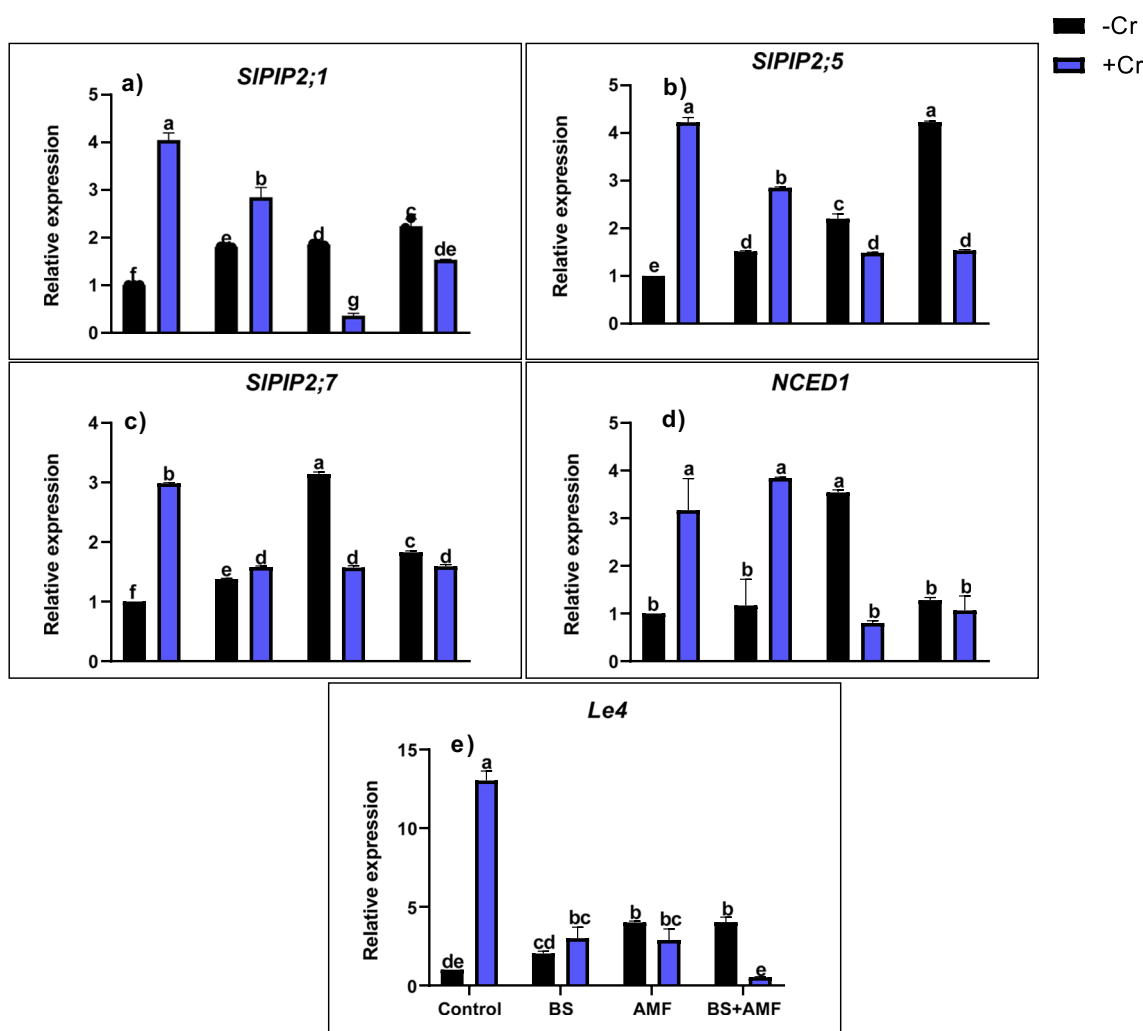 -Cr
+Cr
a) SlPIP2;1
Relative expression
5
4
3
2
1
0
f a e b d g c de
b) SlPIP2;5
Relative expression
5
4
3
2
1
0
e a d b c d a d
c) SlPIP2;7
Relative expression
4
3
2
1
0
f b e d a d c d
d) NCED1
Relative expression
5
4
3
2
1
0
b a b a a b b b
e) Le4
Relative expression
15
10
5
0
de a cd bc b bc b e
Control BS AMF BS+AMF